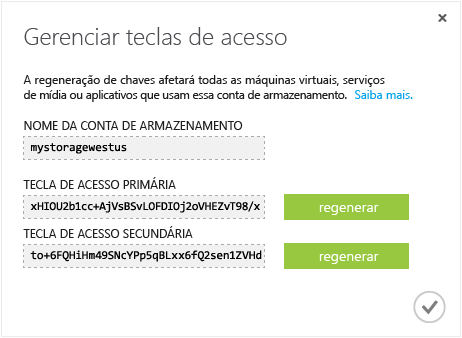 Gerenciar teclas de acesso
A regeneração de chaves afetará todas as máquinas virtuais, serviços
de mídia ou aplicativos que usam essa conta de armazenamento. Saiba mais.
NOME DA CONTA DE ARMAZENAMENTO
mystoragewestus
TECLA DE ACESSO PRIMÁRIA
xHIOU2b1cc+AjVsBSvLOFDIOj2oVHEZvT98/x regenerar
TECLA DE ACESSO SECUNDÁRIA
to+6FQHiHm49SNcYPp5qBLxx6fQ2sen1ZVHd regenerar